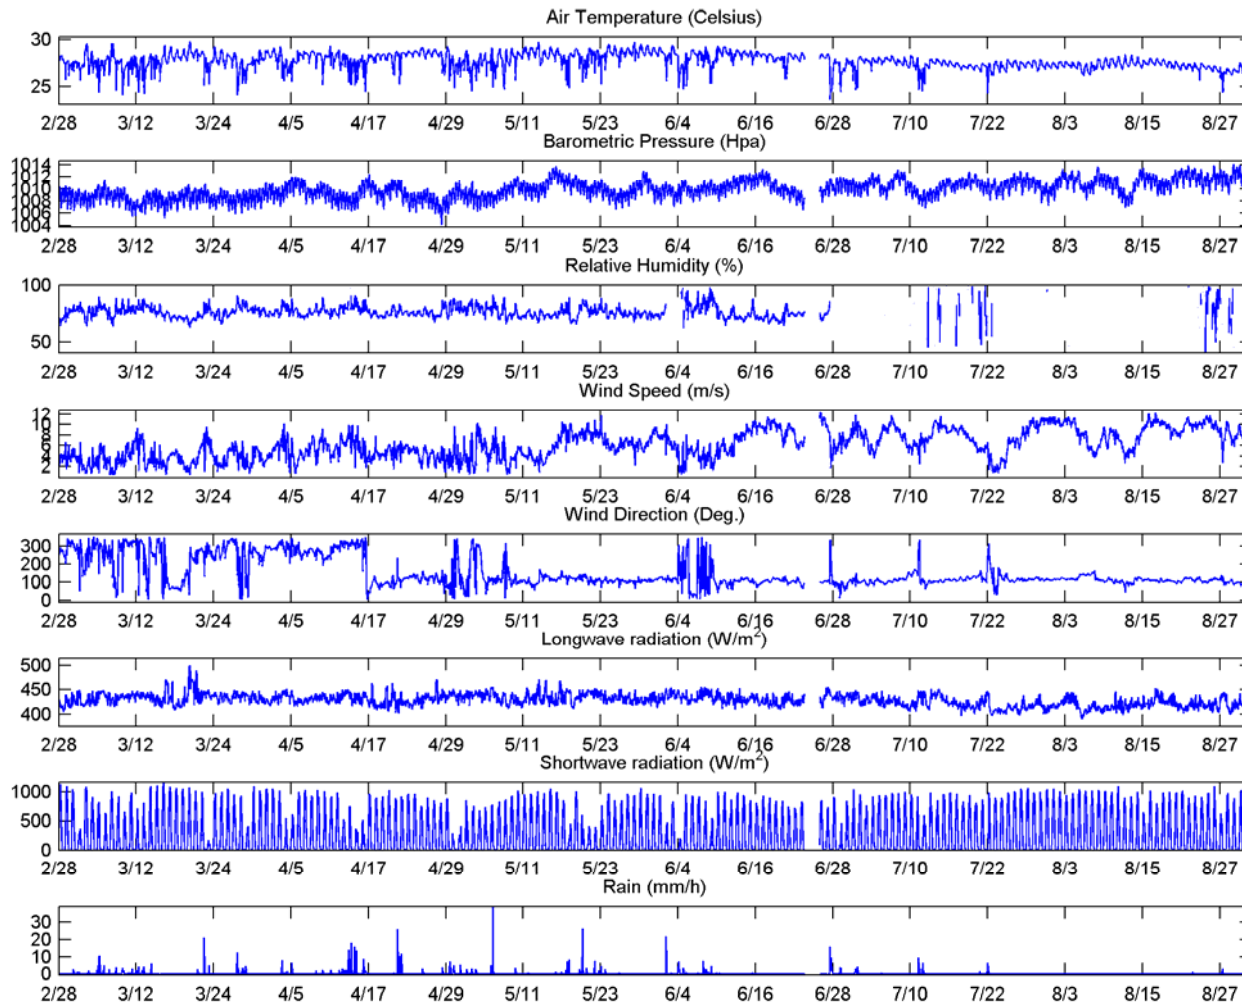 Air Temperature (Celsius)
30
25
2/28 3/12 3/24 4/5 4/17 4/29 5/11 5/23 6/4 6/16 6/28 7/10 7/22 8/3 8/15 8/27
Barometric Pressure (Hpa)
1014
1010
1008
1006
1004
2/28 3/12 3/24 4/5 4/17 4/29 5/11 5/23 6/4 6/16 6/28 7/10 7/22 8/3 8/15 8/27
Relative Humidity (%)
100
50
2/28 3/12 3/24 4/5 4/17 4/29 5/11 5/23 6/4 6/16 6/28 7/10 7/22 8/3 8/15 8/27
Wind Speed (m/s)
12
10
8
6
4
2
2/28 3/12 3/24 4/5 4/17 4/29 5/11 5/23 6/4 6/16 6/28 7/10 7/22 8/3 8/15 8/27
Wind Direction (Deg.)
300
200
100
0
2/28 3/12 3/24 4/5 4/17 4/29 5/11 5/23 6/4 6/16 6/28 7/10 7/22 8/3 8/15 8/27
Longwave radiation (W/m²)
500
450
400
2/28 3/12 3/24 4/5 4/17 4/29 5/11 5/23 6/4 6/16 6/28 7/10 7/22 8/3 8/15 8/27
Shortwave radiation (W/m²)
1000
500
0
2/28 3/12 3/24 4/5 4/17 4/29 5/11 5/23 6/4 6/16 6/28 7/10 7/22 8/3 8/15 8/27
Rain (mm/h)
30
20
10
0
2/28 3/12 3/24 4/5 4/17 4/29 5/11 5/23 6/4 6/16 6/28 7/10 7/22 8/3 8/15 8/27